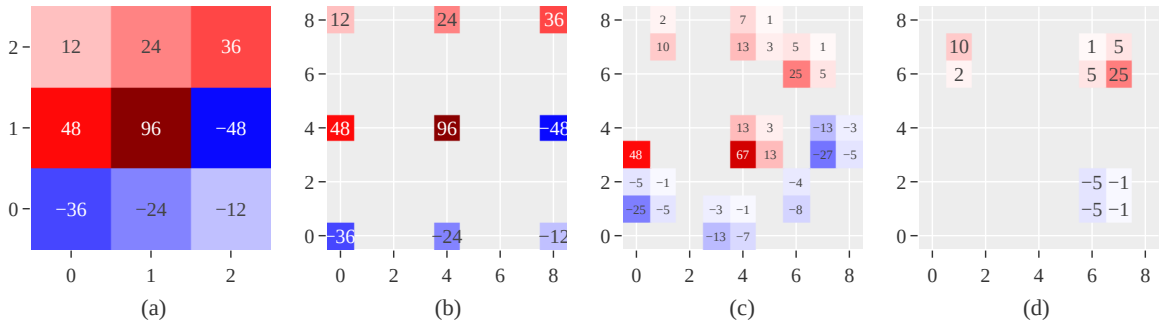 2 12 24 36
1 48 96 −48
0 −36 −24 −12
0 1 2
(a)
8 12 24 36
6
4 48 96 −48
2
0 −36 −24 −12
0 2 4 6 8
(b)
8 2 7 1
10 13 3 5 1
6 25 5
4 13 3 −13 −3
48 67 13 −27 −5
2 −5 −1 −4
−25 −5 −3 −1 −8
0 −13 −7
0 2 4 6 8
(c)
8
10 1 5
6 2 5 25
4
2 −5 −1
−5 −1
0
0 2 4 6 8
(d)